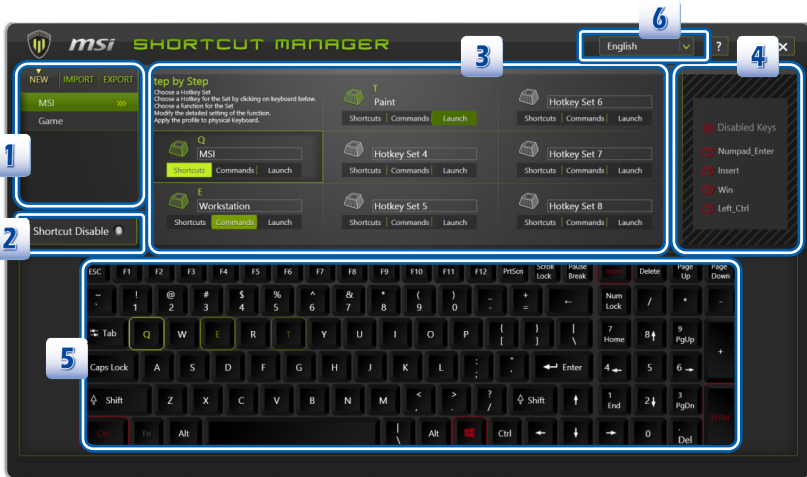 6
msi SHORTCUT MANAGER
English
?
x
3
4
NEW IMPORT EXPORT
MSI >>>
Game
1
2
Shortcut Disable
tep by Step
Choose a Hotkey Set
Choose a Hotkey for the Set by clicking on keyboard below.
Choose a function for the Set
Modify the detailed setting of the function.
Apply the profile to physical Keyboard.
T
Paint
Shortcuts Commands Launch
Hotkey Set 6
Shortcuts Commands Launch
Q
MSI
Shortcuts Commands Launch
Hotkey Set 4
Shortcuts Commands Launch
Hotkey Set 7
Shortcuts Commands Launch
E
Workstation
Shortcuts Commands Launch
Hotkey Set 5
Shortcuts Commands Launch
Hotkey Set 8
Shortcuts Commands Launch
Disabled Keys
Numpad_Enter
Insert
Win
Left_Ctrl
5
ESC F1 F2 F3 F4 F5 F6 F7 F8 F9 F10 F11 F12 PrtScn Scroll Lock Pause Break Insert Delete Page Up Page Down
~ ! 1 @ 2 # 3 $ 4 % 5 ^ 6 & 7 * 8 ( 9 ) 0 _ - + = ← Num Lock / * -
Tab Q W E R T Y U I O P { [ } ] | \ 7 Home 8↑ 9 PgUp +
Caps Lock A S D F G H J K L : ; " ' Enter 4← 5 6→
Shift Z X C V B N M < , > . ? / Shift ↑ 1 End 2↓ 3 PgDn Enter
Ctrl Fn Alt | \ Alt Ctrl ← ↓ → 0 . Del